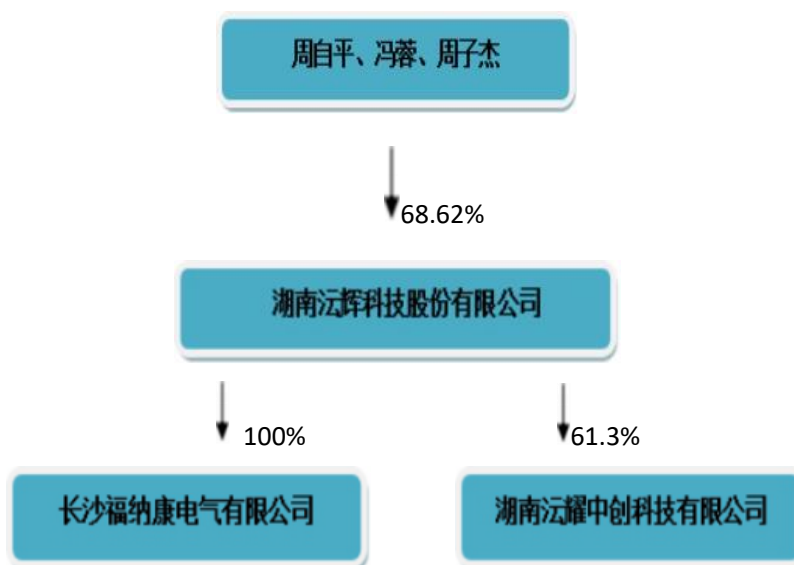 周自平、冯蓉、周子杰
68.62%
湖南沄辉科技股份有限公司
100%
61.3%
长沙福纳康电气有限公司
湖南沄耀中创科技有限公司